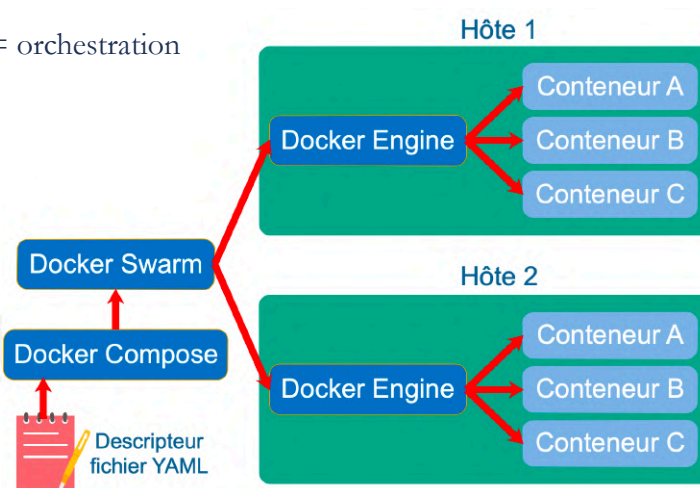 = orchestration
Hôte 1
Docker Engine
Conteneur A
Conteneur B
Conteneur C
Docker Swarm
Docker Compose
Descripteur
fichier YAML
Hôte 2
Docker Engine
Conteneur A
Conteneur B
Conteneur C